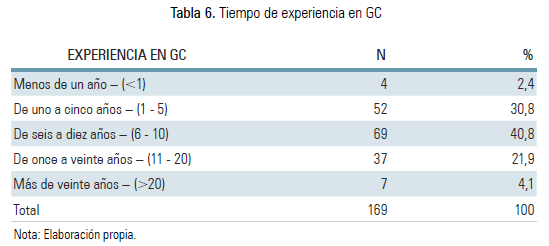 Tabla 6. Tiempo de experiencia en GC
EXPERIENCIA EN GC N %
Menos de un año – (<1) 4 2,4
De uno a cinco años – (1 - 5) 52 30,8
De seis a diez años – (6 - 10) 69 40,8
De once a veinte años – (11 - 20) 37 21,9
Más de veinte años – (>20) 7 4,1
Total 169 100
Nota: Elaboración propia.